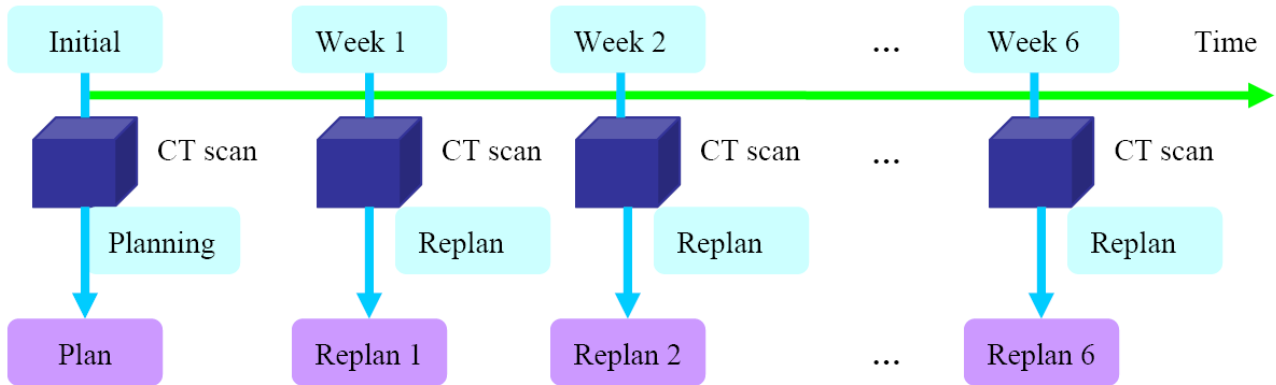 Initial Week 1 Week 2 ... Week 6 Time
CT scan CT scan CT scan ... CT scan
Planning Replan Replan Replan
Plan Replan 1 Replan 2 ... Replan 6